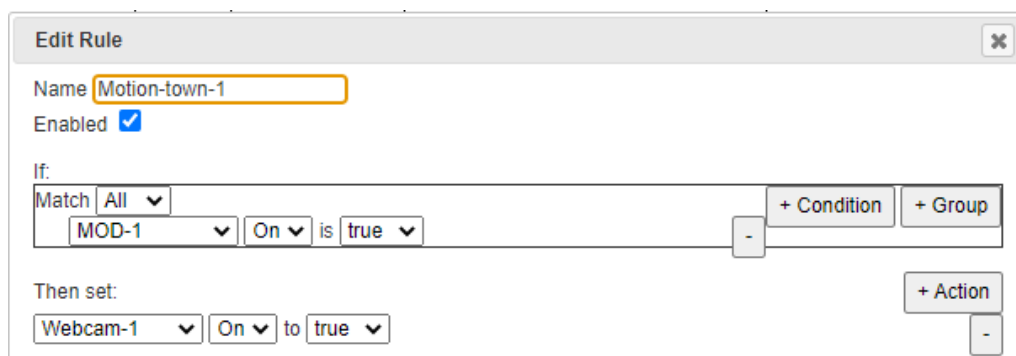 Edit Rule
Name Motion-town-1
Enabled
If:
Match All + Condition + Group
MOD-1 On is true -
Then set: + Action
Webcam-1 On to true -